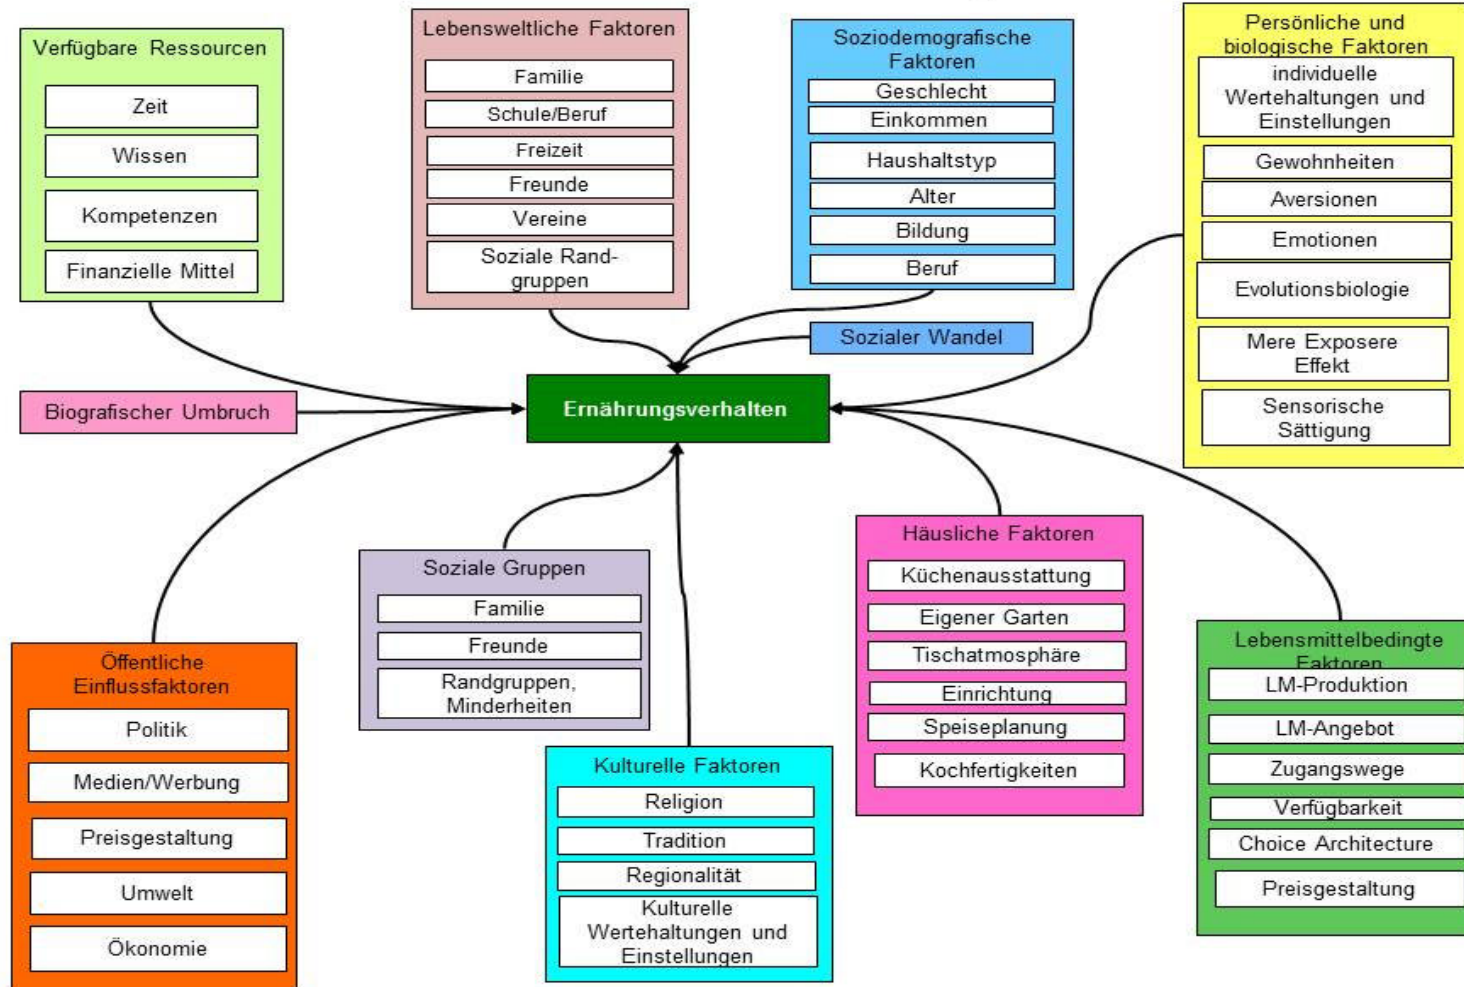 Verfügbare Ressourcen
Zeit
Wissen
Kompetenzen
Finanzielle Mittel
Lebensweltliche Faktoren
Familie
Schule/Beruf
Freizeit
Freunde
Vereine
Soziale Rand-
gruppen
Soziodemografische
Faktoren
Geschlecht
Einkommen
Haushaltstyp
Alter
Bildung
Beruf
Persönliche und
biologische Faktoren
individuelle
Wertehaltungen und
Einstellungen
Gewohnheiten
Aversionen
Emotionen
Evolutionsbiologie
Mere Exposere
Effekt
Sensorische
Sättigung
Sozialer Wandel
Biografischer Umbruch
Ernährungsverhalten
Öffentliche
Einflussfaktoren
Politik
Medien/Werbung
Preisgestaltung
Umwelt
Ökonomie
Soziale Gruppen
Familie
Freunde
Randgruppen,
Minderheiten
Kulturelle Faktoren
Religion
Tradition
Regionalität
Kulturelle
Wertehaltungen und
Einstellungen
Häusliche Faktoren
Küchenausstattung
Eigener Garten
Tischatmosphäre
Einrichtung
Speiseplanung
Kochfertigkeiten
Lebensmittelbedingte
Faktoren
LM-Produktion
LM-Angebot
Zugangswege
Verfügbarkeit
Choice Architecture
Preisgestaltung